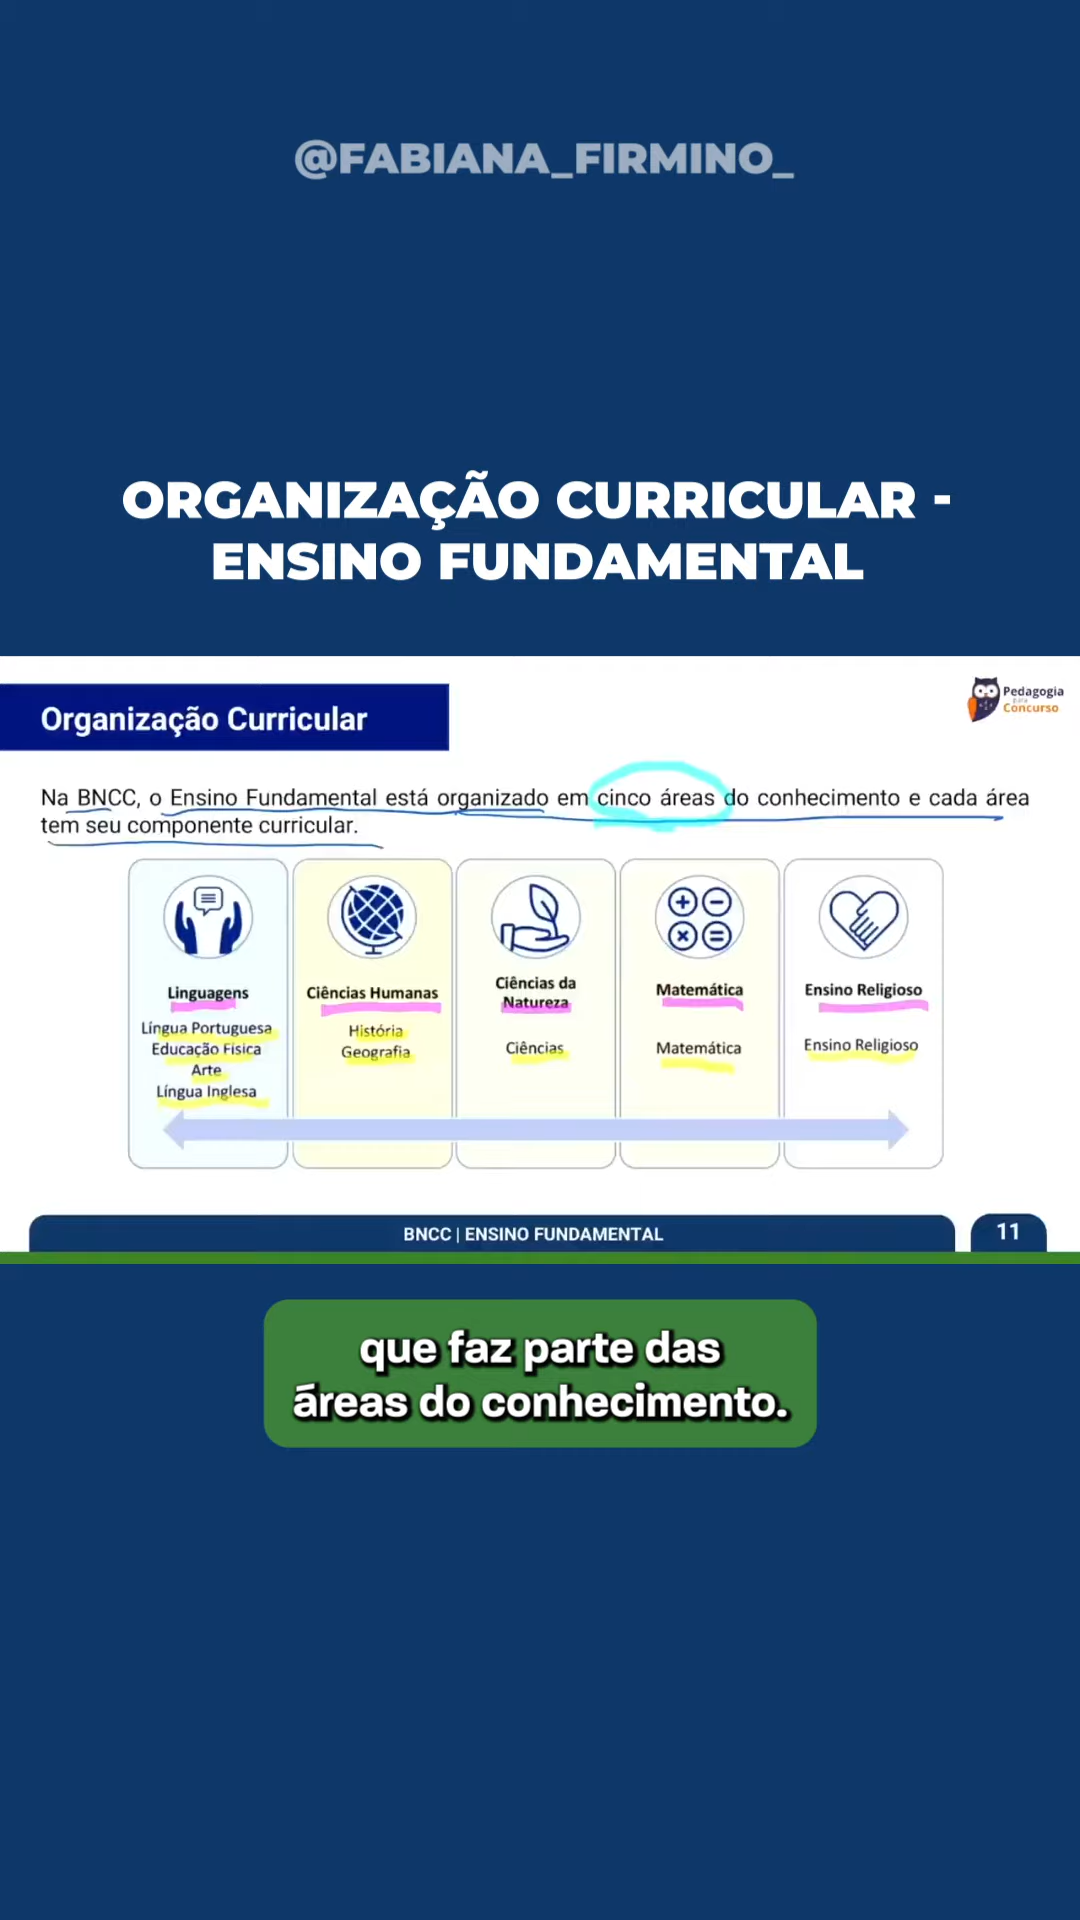 @FABIANA_FIRMINO_
ORGANIZAÇÃO CURRICULAR -
ENSINO FUNDAMENTAL
Organização Curricular
Pedagogia
para
Concurso
Na BNCC, o Ensino Fundamental está organizado em cinco áreas do conhecimento e cada área
tem seu componente curricular.
Linguagens
Língua Portuguesa
Educação Física
Arte
Língua Inglesa
Ciências Humanas
História
Geografia
Ciências da
Natureza
Ciências
Matemática
Matemática
Ensino Religioso
Ensino Religioso
BNCC | ENSINO FUNDAMENTAL
11
que faz parte das
áreas do conhecimento.